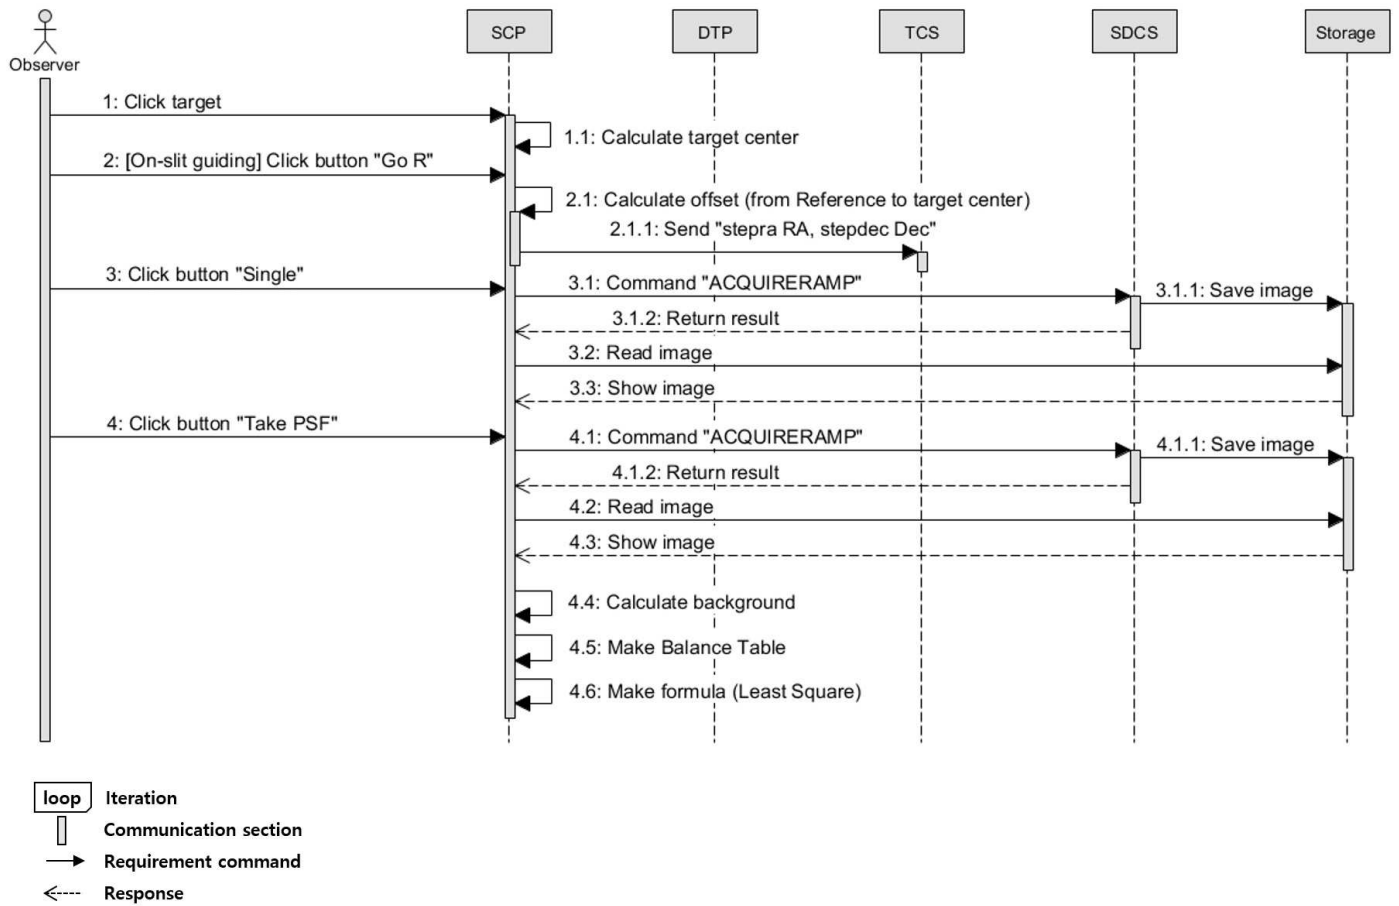 Observer
SCP
DTP
TCS
SDCS
Storage
1: Click target
1.1: Calculate target center
2: [On-slit guiding] Click button "Go R"
2.1: Calculate offset (from Reference to target center)
2.1.1: Send "stepra RA, stepdec Dec"
3: Click button "Single"
3.1: Command "ACQUIRERAMP"
3.1.1: Save image
3.1.2: Return result
3.2: Read image
3.3: Show image
4: Click button "Take PSF"
4.1: Command "ACQUIRERAMP"
4.1.1: Save image
4.1.2: Return result
4.2: Read image
4.3: Show image
4.4: Calculate background
4.5: Make Balance Table
4.6: Make formula (Least Square)
loop Iteration
Communication section
Requirement command
Response